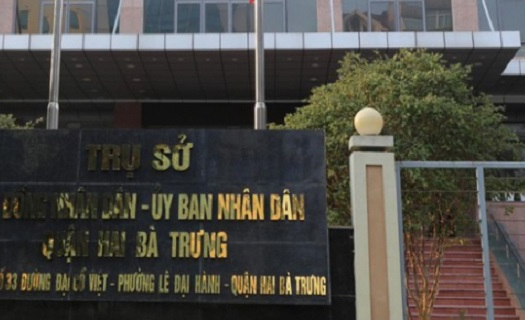 TRỤ SỞ
ĐỒNG NHÂN DÂN - UỶ BAN NHÂN DÂN
QUẬN HAI BÀ TRƯNG
33 ĐƯỜNG ĐẠI CỒ VIỆT - PHƯỜNG LÊ ĐẠI HÀNH - QUẬN HAI BÀ TRƯNG